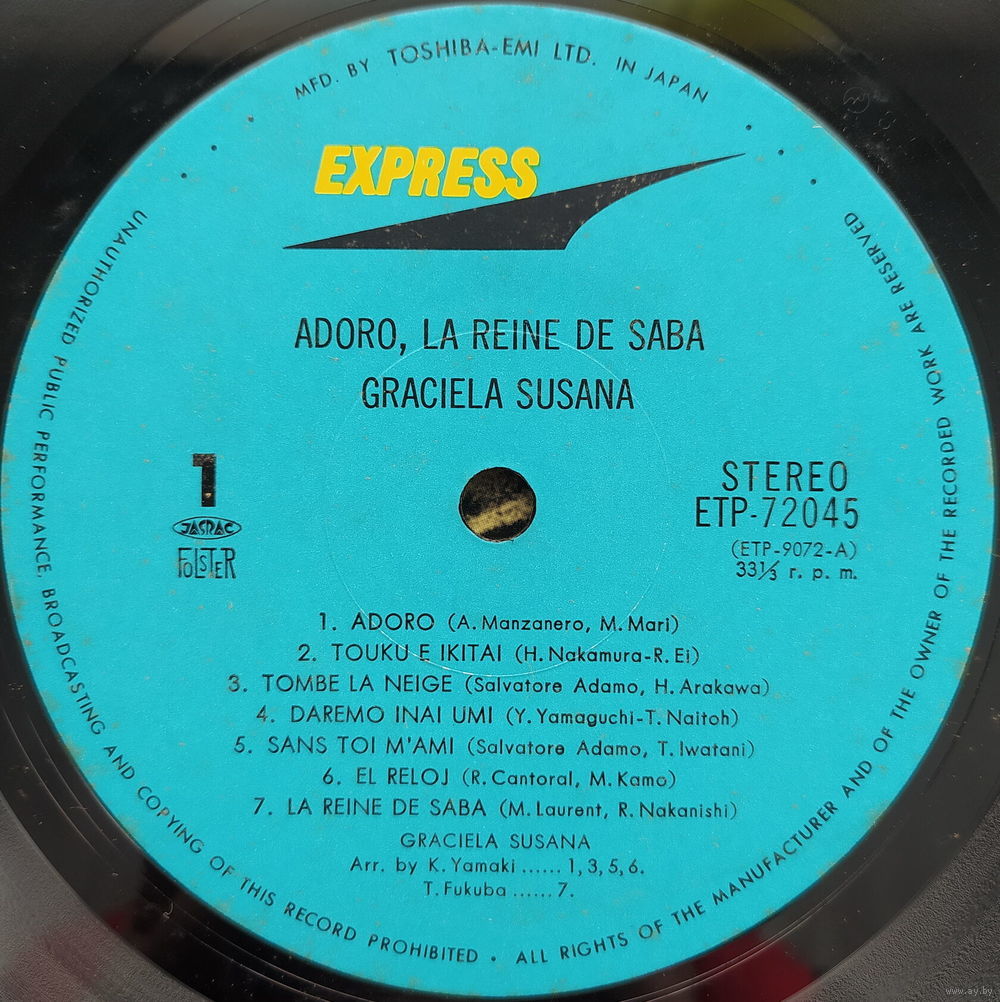 MFD. BY TOSHIBA-EMI LTD. IN JAPAN
EXPRESS
ADORO, LA REINE DE SABA
GRACIELA SUSANA
1
JASRAC
FOLSTER
STEREO
ETP-72045
(ETP-9072-A)
33⅓ r. p. m.
1. ADORO (A. Manzanero, M. Mari)
2. TOUKU E IKITAI (H. Nakamura-R. Ei)
3. TOMBE LA NEIGE (Salvatore Adamo, H. Arakawa)
4. DAREMO INAI UMI (Y. Yamaguchi-T. Naitoh)
5. SANS TOI M'AMI (Salvatore Adamo, T. Iwatani)
6. EL RELOJ (R. Cantoral, M. Kamo)
7. LA REINE DE SABA (M. Laurent, R. Nakanishi)
GRACIELA SUSANA
Arr. by K. Yamaki ...... 1, 3, 5, 6.
T. Fukuba ...... 7.
UNAUTHORIZED PUBLIC PERFORMANCE, BROADCASTING AND COPYING OF THIS RECORD PROHIBITED • ALL RIGHTS OF THE MANUFACTURER AND OF THE OWNER OF THE RECORDED WORK ARE RESERVED
www.ay.by